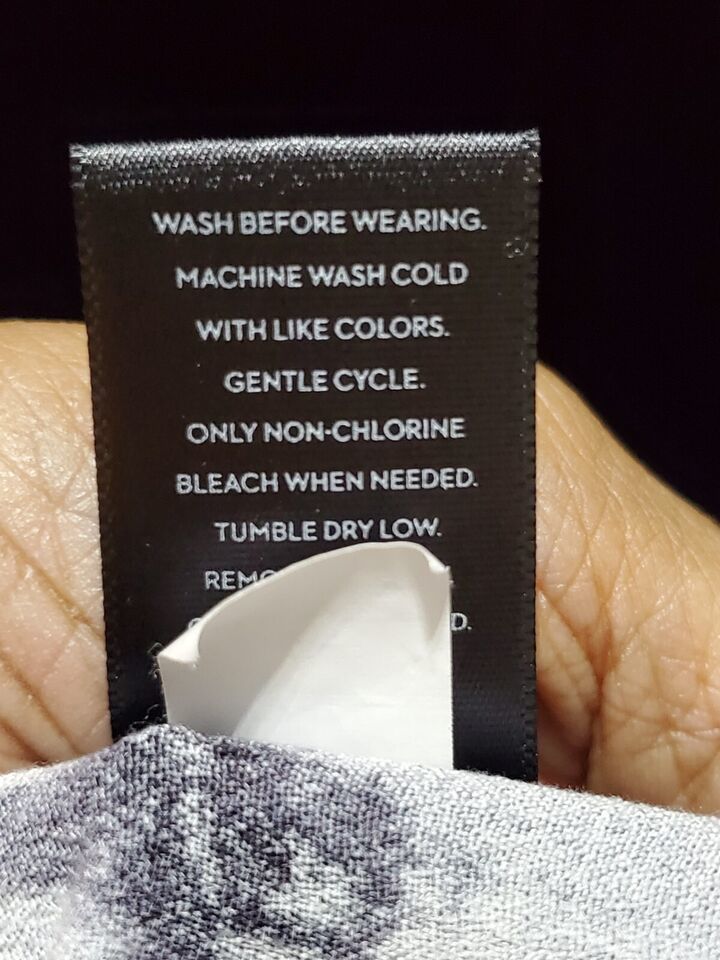 WASH BEFORE WEARING.
MACHINE WASH COLD
WITH LIKE COLORS.
GENTLE CYCLE.
ONLY NON-CHLORINE
BLEACH WHEN NEEDED.
TUMBLE DRY LOW.